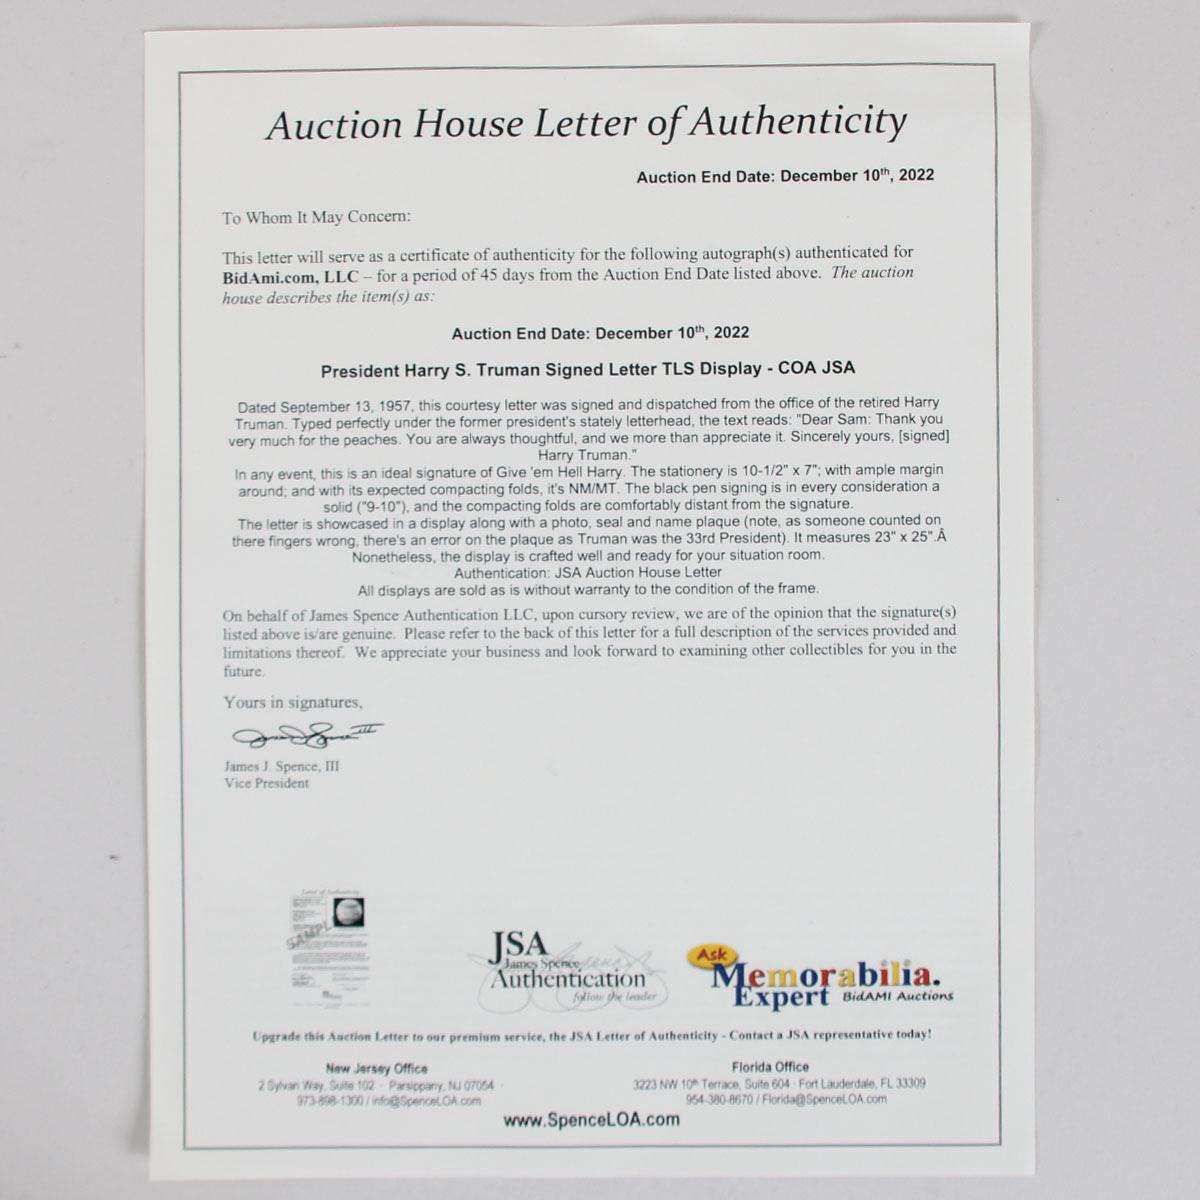 Auction House Letter of Authenticity
Auction End Date: December 10th, 2022
To Whom It May Concern:
This letter will serve as a certificate of authenticity for the following autograph(s) authenticated for
BidAmi.com, LLC – for a period of 45 days from the Auction End Date listed above. The auction
house describes the item(s) as:
Auction End Date: December 10th, 2022
President Harry S. Truman Signed Letter TLS Display - COA JSA
Dated September 13, 1957, this courtesy letter was signed and dispatched from the office of the retired Harry
Truman. Typed perfectly under the former president's stately letterhead, the text reads: "Dear Sam: Thank you
very much for the peaches. You are always thoughtful, and we more than appreciate it. Sincerely yours, [signed]
Harry Truman."
In any event, this is an ideal signature of Give 'em Hell Harry. The stationery is 10-1/2" x 7"; with ample margin
around; and with its expected compacting folds, it's NM/MT. The black pen signing is in every consideration a
solid ("9-10"), and the compacting folds are comfortably distant from the signature.
The letter is showcased in a display along with a photo, seal and name plaque (note, as someone counted on
there fingers wrong, there's an error on the plaque as Truman was the 33rd President). It measures 23" x 25".Â
Nonetheless, the display is crafted well and ready for your situation room.
Authentication: JSA Auction House Letter
All displays are sold as is without warranty to the condition of the frame.
On behalf of James Spence Authentication LLC, upon cursory review, we are of the opinion that the signature(s)
listed above is/are genuine. Please refer to the back of this letter for a full description of the services provided and
limitations thereof. We appreciate your business and look forward to examining other collectibles for you in the
future.
Yours in signatures,
James J. Spence, III
Vice President
Letter of Authenticity
SAMPLE
JSA
James Spence
Authentication
follow the leader
Ask
Memorabilia.
Expert BidAMI Auctions
Upgrade this Auction Letter to our premium service, the JSA Letter of Authenticity - Contact a JSA representative today!
New Jersey Office
2 Sylvan Way, Suite 102 · Parsippany, NJ 07054 ·
973-898-1300 / info@SpenceLOA.com
Florida Office
3223 NW 10th Terrace, Suite 604 · Fort Lauderdale, FL 33309
954-380-8670 / Florida@SpenceLOA.com
www.SpenceLOA.com